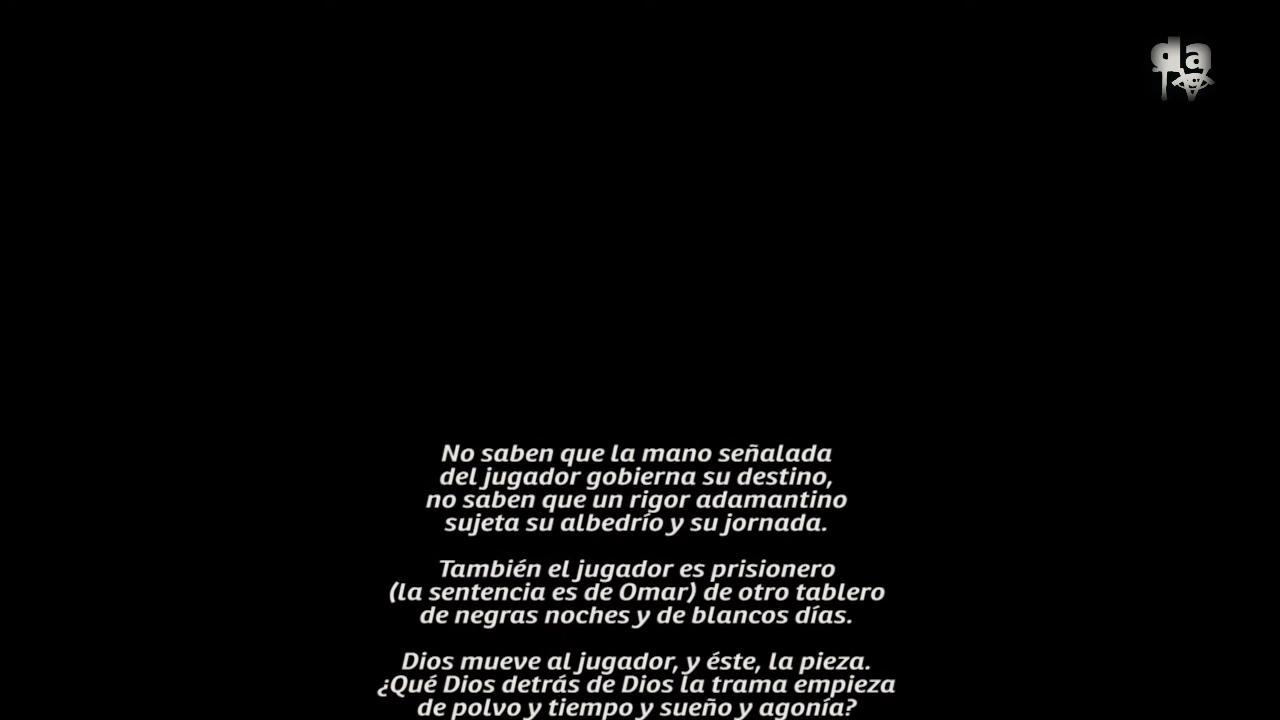 da
TV
No saben que la mano señalada
del jugador gobierna su destino,
no saben que un rigor adamantino
sujeta su albedrío y su jornada.
También el jugador es prisionero
(la sentencia es de Omar) de otro tablero
de negras noches y de blancos días.
Dios mueve al jugador, y éste, la pieza.
¿Qué Dios detrás de Dios la trama empieza
de polvo y tiempo y sueño y agonía?